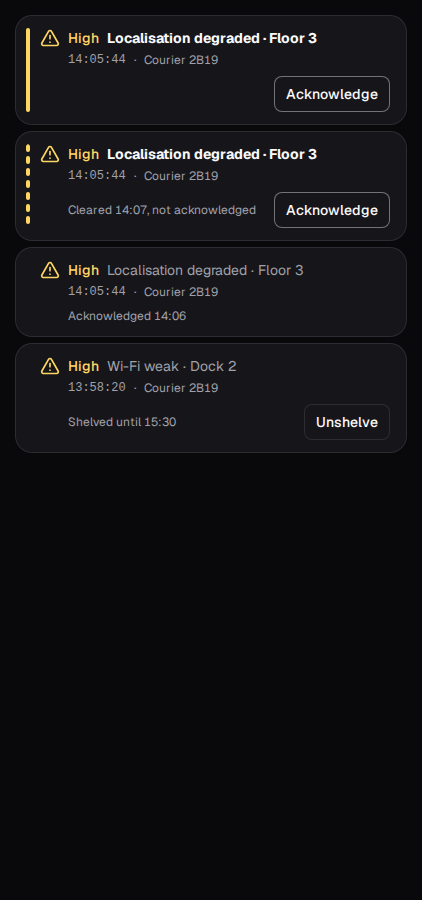 High Localisation degraded · Floor 3
14:05:44 · Courier 2B19
Acknowledge
High Localisation degraded · Floor 3
14:05:44 · Courier 2B19
Cleared 14:07, not acknowledged Acknowledge
High Localisation degraded · Floor 3
14:05:44 · Courier 2B19
Acknowledged 14:06
High Wi-Fi weak · Dock 2
13:58:20 · Courier 2B19
Shelved until 15:30 Unshelve